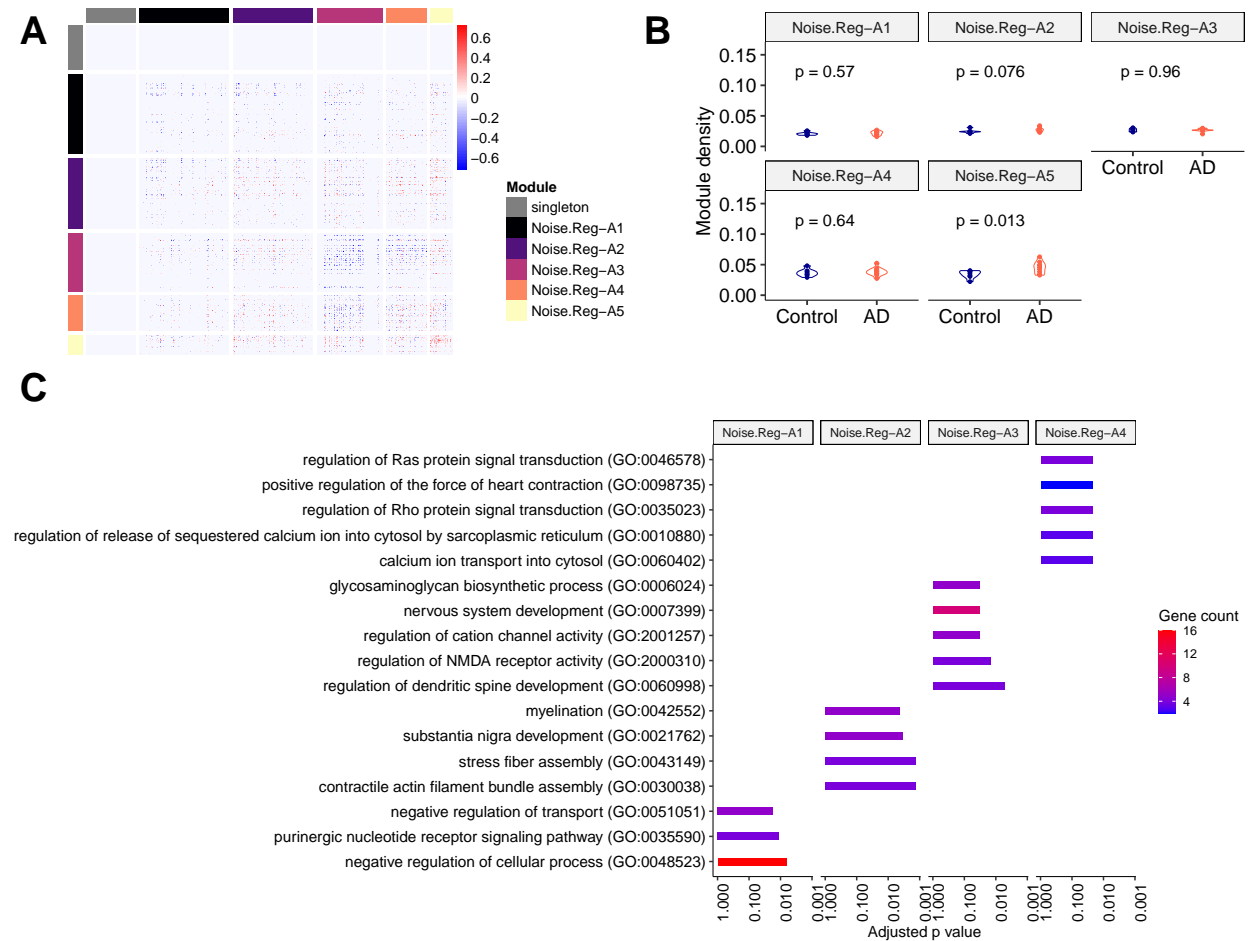 A
0.6
0.4
0.2
0
−0.2
−0.4
−0.6
Module
singleton
Noise.Reg−A1
Noise.Reg−A2
Noise.Reg−A3
Noise.Reg−A4
Noise.Reg−A5
B
Noise.Reg−A1
Noise.Reg−A2
Noise.Reg−A3
0.15
0.10
0.05
0.00
p = 0.57
p = 0.076
p = 0.96
Control
AD
Noise.Reg−A4
Noise.Reg−A5
0.15
0.10
0.05
0.00
p = 0.64
p = 0.013
Control
AD
Control
AD
Module density
C
Noise.Reg−A1
Noise.Reg−A2
Noise.Reg−A3
Noise.Reg−A4
regulation of Ras protein signal transduction (GO:0046578)
positive regulation of the force of heart contraction (GO:0098735)
regulation of Rho protein signal transduction (GO:0035023)
regulation of release of sequestered calcium ion into cytosol by sarcoplasmic reticulum (GO:0010880)
calcium ion transport into cytosol (GO:0060402)
glycosaminoglycan biosynthetic process (GO:0006024)
nervous system development (GO:0007399)
regulation of cation channel activity (GO:2001257)
regulation of NMDA receptor activity (GO:2000310)
regulation of dendritic spine development (GO:0060998)
myelination (GO:0042552)
substantia nigra development (GO:0021762)
stress fiber assembly (GO:0043149)
contractile actin filament bundle assembly (GO:0030038)
negative regulation of transport (GO:0051051)
purinergic nucleotide receptor signaling pathway (GO:0035590)
negative regulation of cellular process (GO:0048523)
1.000
0.100
0.010
0.001
1.000
0.100
0.010
0.001
1.000
0.100
0.010
0.001
1.000
0.100
0.010
0.001
Adjusted p value
Gene count
16
12
8
4